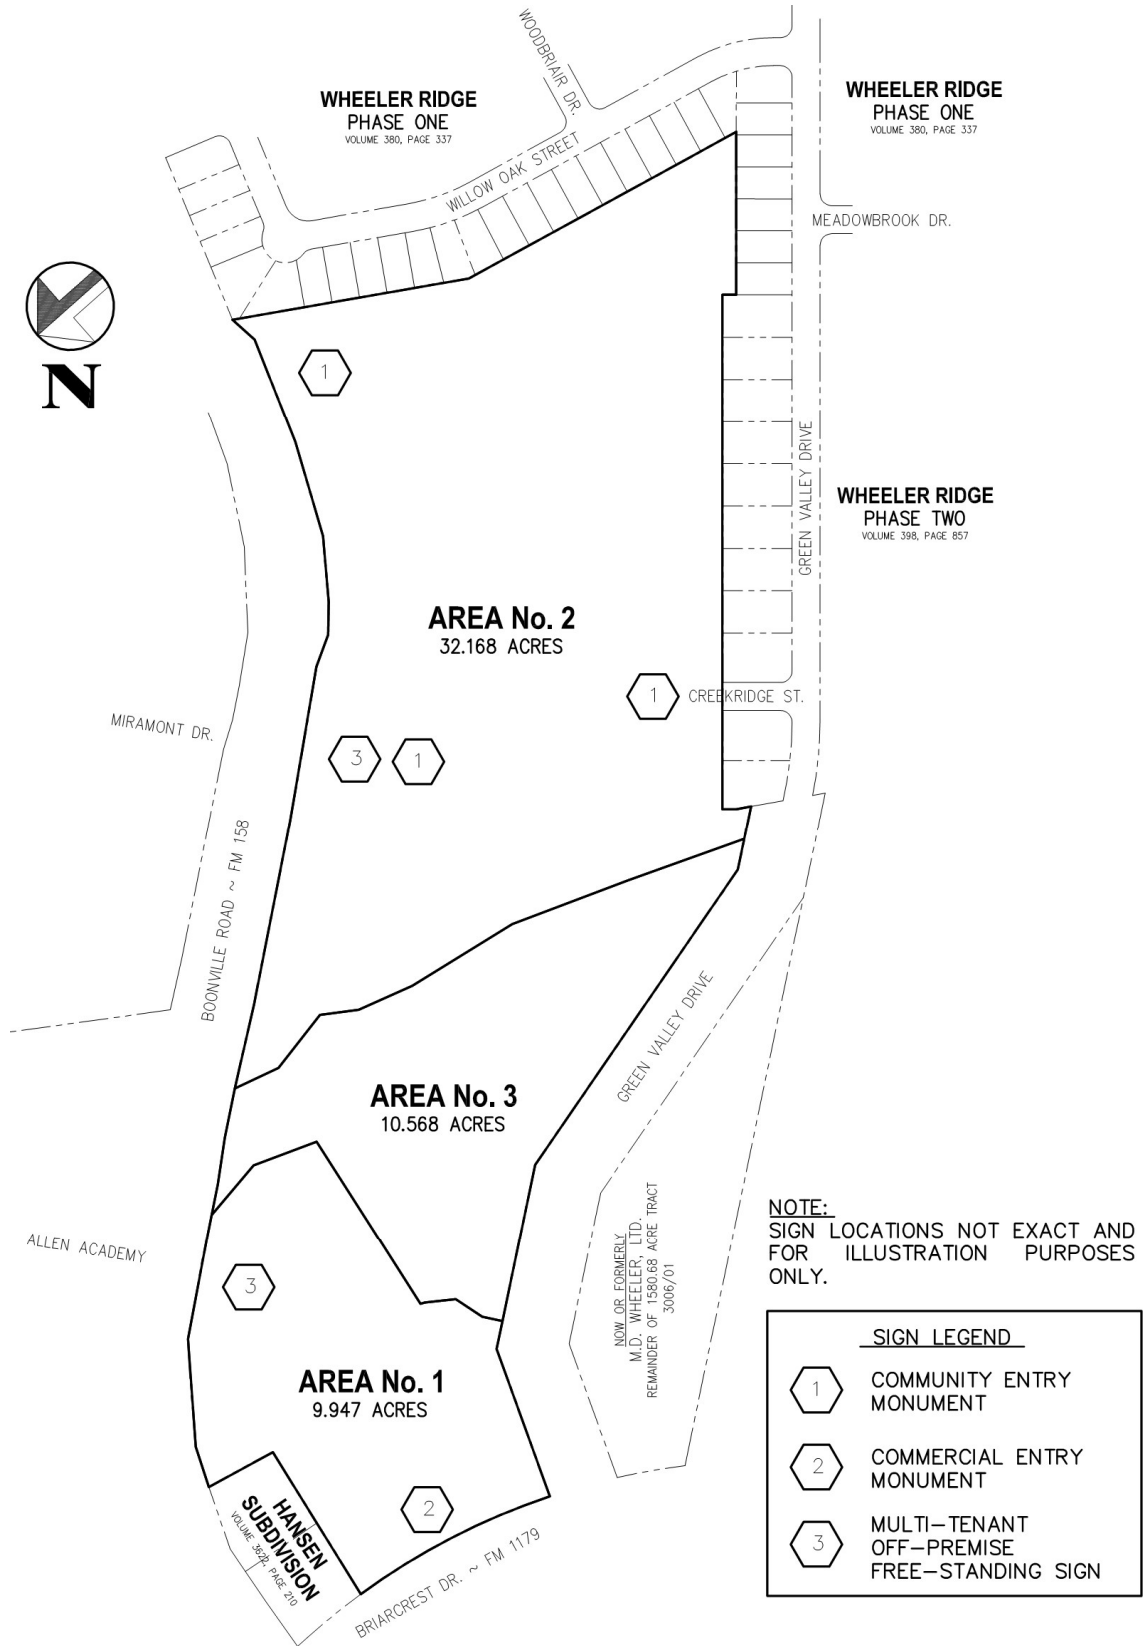 WOODBRIAIR DR.
WHEELER RIDGE
PHASE ONE
VOLUME 380, PAGE 337
WHEELER RIDGE
PHASE ONE
VOLUME 380, PAGE 337
WILLOW OAK STREET
MEADOWBROOK DR.
N
1
GREEN VALLEY DRIVE
WHEELER RIDGE
PHASE TWO
VOLUME 398, PAGE 857
AREA No. 2
32.168 ACRES
1
CREEKRIDGE ST.
MIRAMONT DR.
3
1
BOONVILLE ROAD ~ FM 158
GREEN VALLEY DRIVE
AREA No. 3
10.568 ACRES
ALLEN ACADEMY
NOW OR FORMERLY
M.D. WHEELER, LTD.
REMAINDER OF 1580.68 ACRE TRACT
3006/01
NOTE:
SIGN LOCATIONS NOT EXACT AND
FOR ILLUSTRATION PURPOSES
ONLY.
3
AREA No. 1
9.947 ACRES
2
HANSEN
SUBDIVISION
VOLUME 3622, PAGE 210
BRIARCREST DR. ~ FM 1179
SIGN LEGEND
1
COMMUNITY ENTRY
MONUMENT
2
COMMERCIAL ENTRY
MONUMENT
3
MULTI-TENANT
OFF-PREMISE
FREE-STANDING SIGN